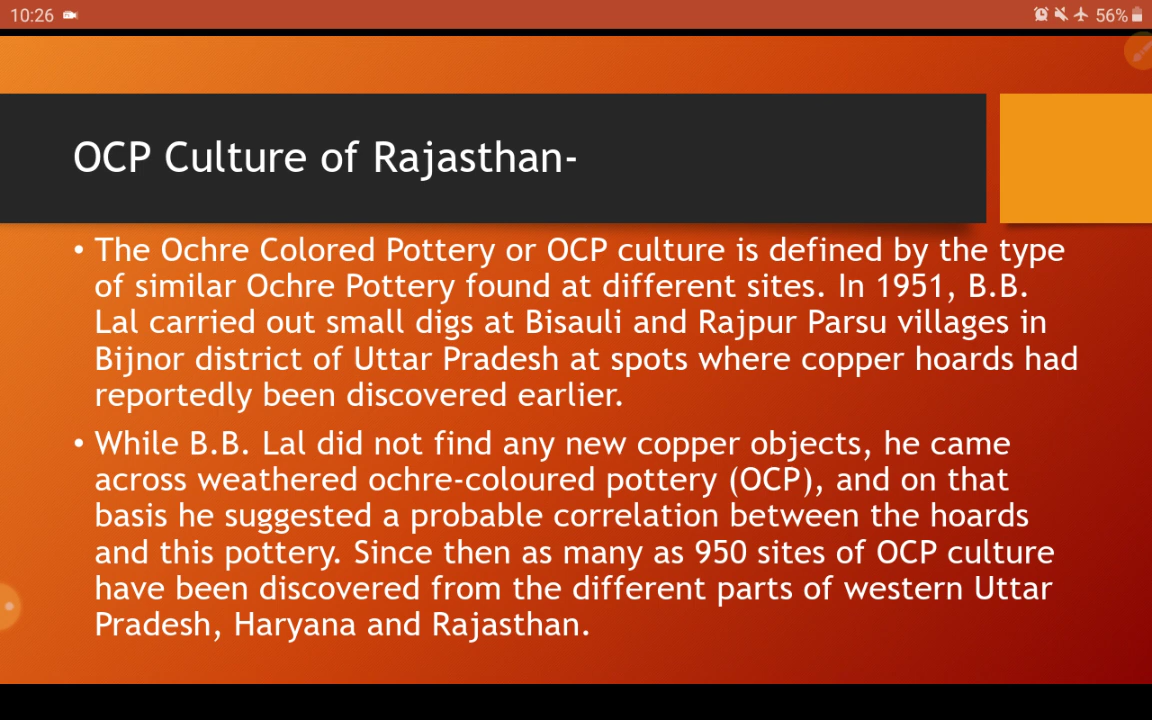 10:26
56%
OCP Culture of Rajasthan-
• The Ochre Colored Pottery or OCP culture is defined by the type
of similar Ochre Pottery found at different sites. In 1951, B.B.
Lal carried out small digs at Bisauli and Rajpur Parsu villages in
Bijnor district of Uttar Pradesh at spots where copper hoards had
reportedly been discovered earlier.
• While B.B. Lal did not find any new copper objects, he came
across weathered ochre-coloured pottery (OCP), and on that
basis he suggested a probable correlation between the hoards
and this pottery. Since then as many as 950 sites of OCP culture
have been discovered from the different parts of western Uttar
Pradesh, Haryana and Rajasthan.